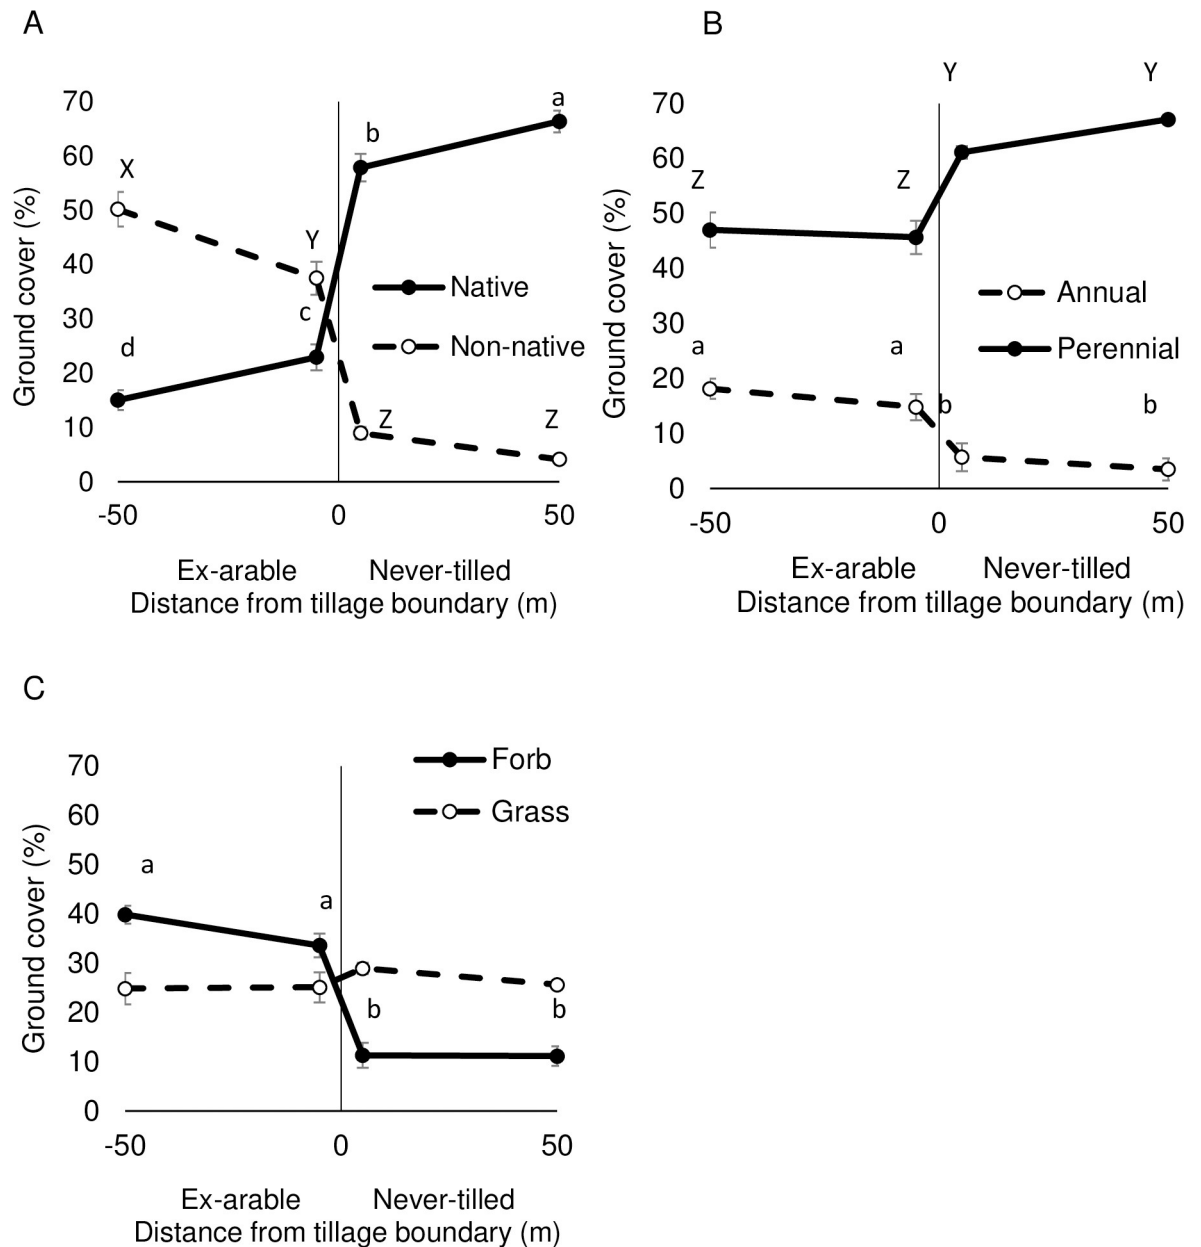 A
70
60
50
40
30
20
10
0
Ground cover (%)
X
Y
c
d
b
a
Z
Z
Native
Non-native
-50
0
50
Ex-arable
Never-tilled
Distance from tillage boundary (m)
B
70
60
50
40
30
20
10
0
Ground cover (%)
Y
Y
Z
Z
a
a
b
b
Annual
Perennial
-50
0
50
Ex-arable
Never-tilled
Distance from tillage boundary (m)
C
70
60
50
40
30
20
10
0
Ground cover (%)
Forb
Grass
a
a
b
b
-50
0
50
Ex-arable
Never-tilled
Distance from tillage boundary (m)